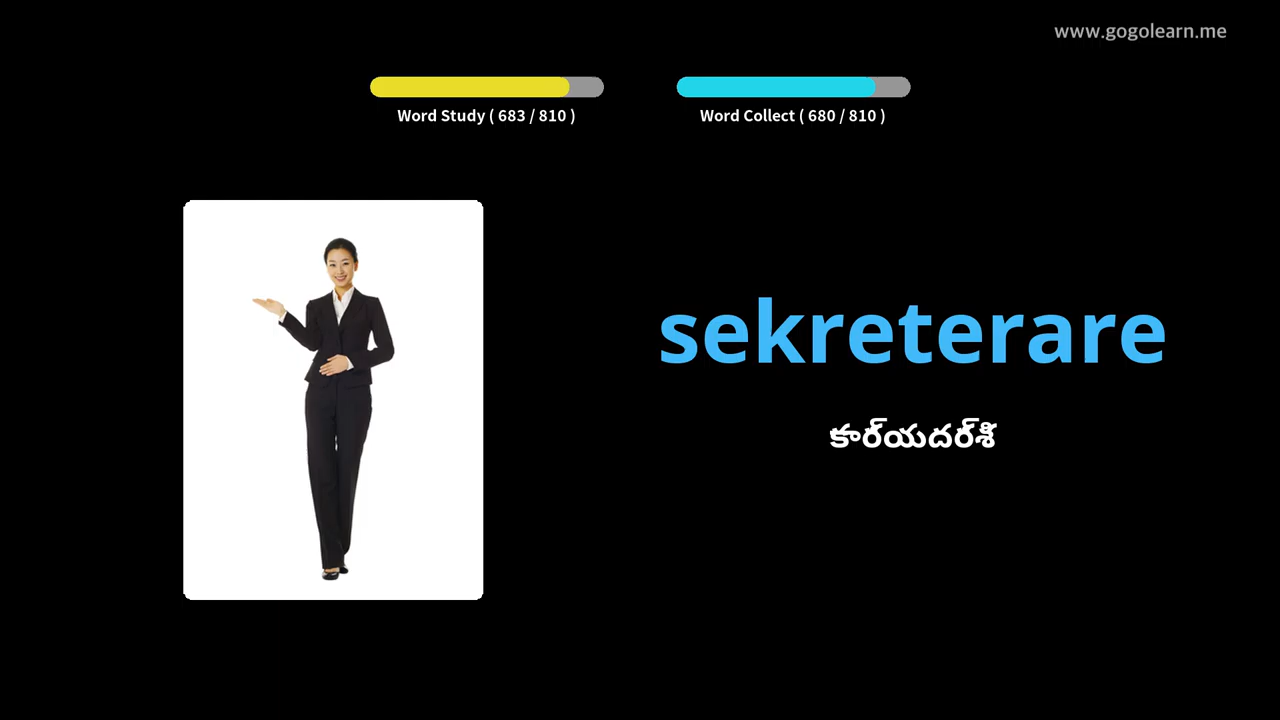 www.gogolearn.me
Word Study ( 683 / 810 )
Word Collect ( 680 / 810 )
sekreterare
కార్యదర్శి